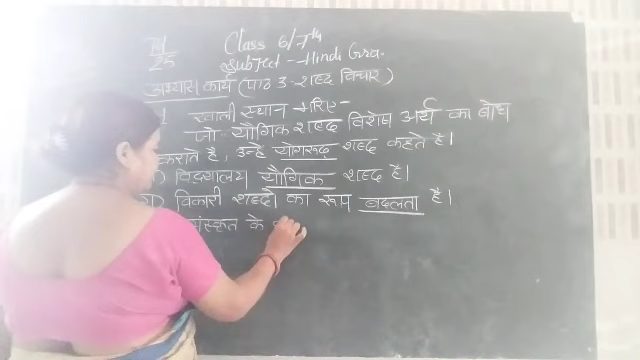 Class 6/7th
Subject - Hindi Gra.
अभ्यास कार्य (पाठ 3 - शब्द विचार)
खाली स्थान भरिए -
जो यौगिक शब्द विशेष अर्थ का बोध
कराते है, उन्हें योगरूढ़ शब्द कहते है।
विद्यालय यौगिक शब्द है।
विकारी शब्दों का रूप बदलता है।
संस्कृत के